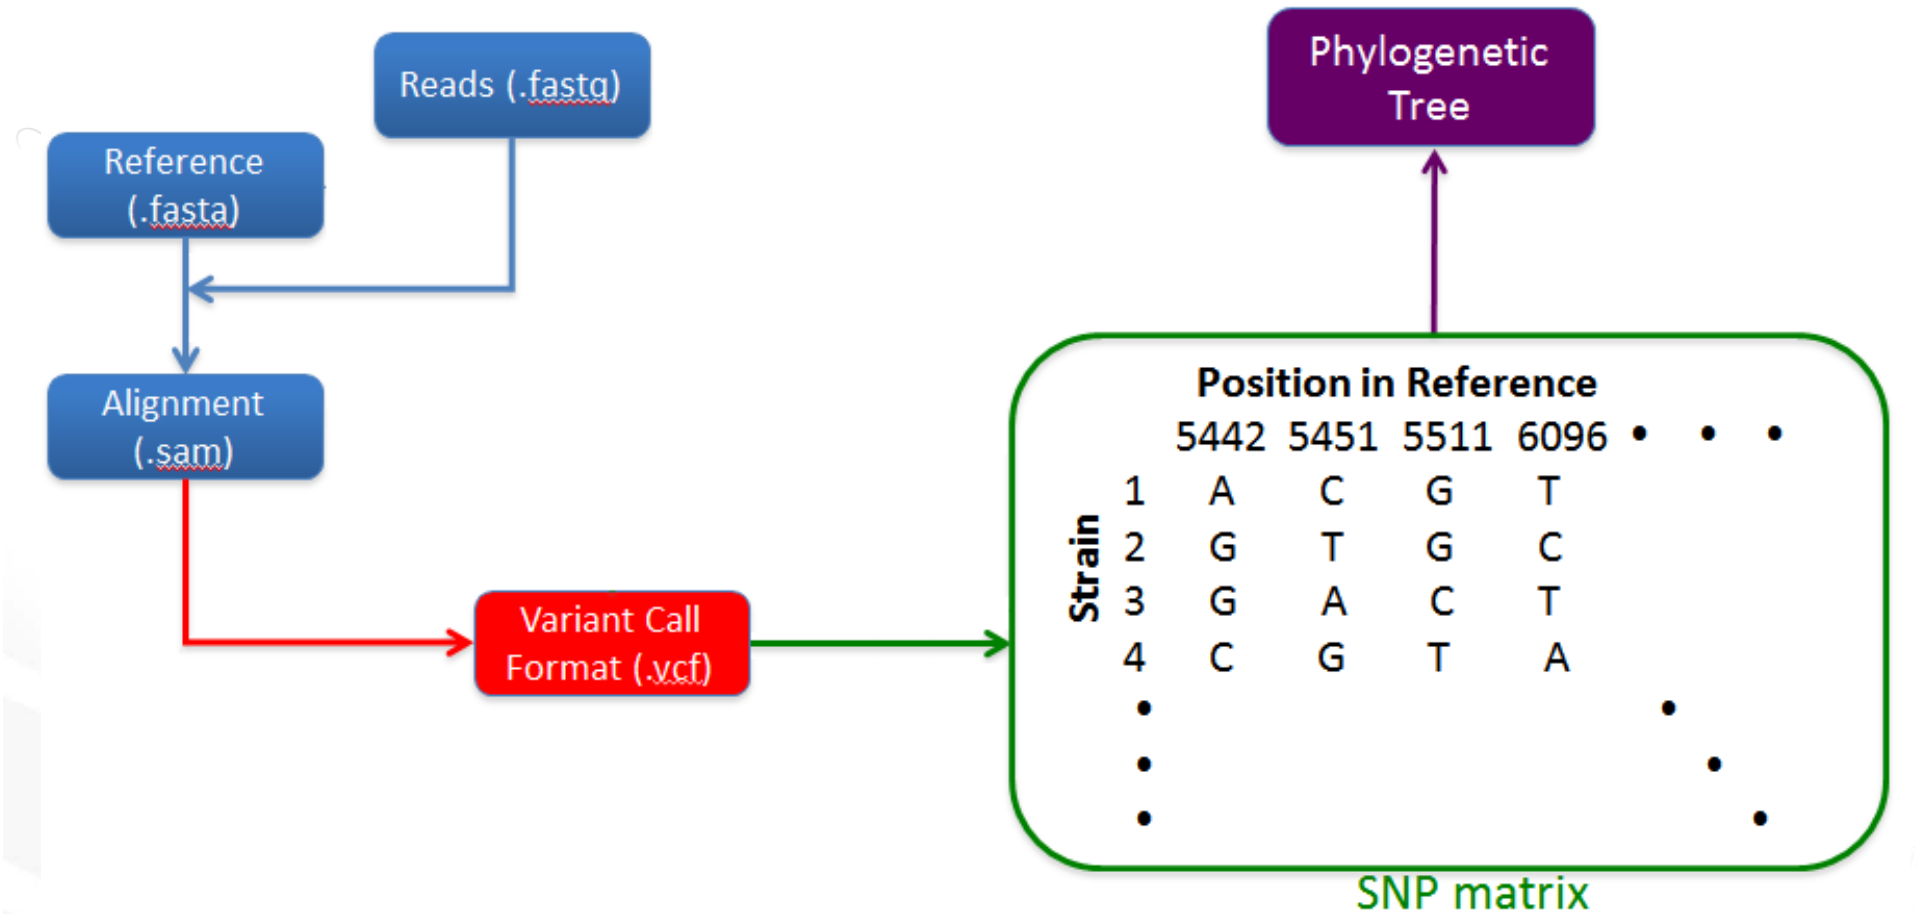 Reads (.fastq)
Reference
(.fasta)
Alignment
(.sam)
Variant Call
Format (.vcf)
Phylogenetic
Tree
Position in Reference
5442 5451 5511 6096 • • •
Strain
1 A C G T
2 G T G C
3 G A C T
4 C G T A
• •
• •
• •
SNP matrix